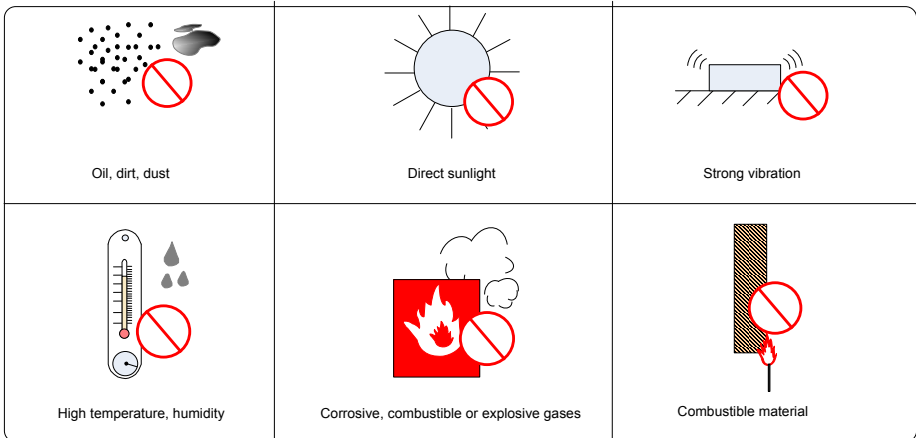 Oil, dirt, dust
Direct sunlight
Strong vibration
High temperature, humidity
Corrosive, combustible or explosive gases
Combustible material